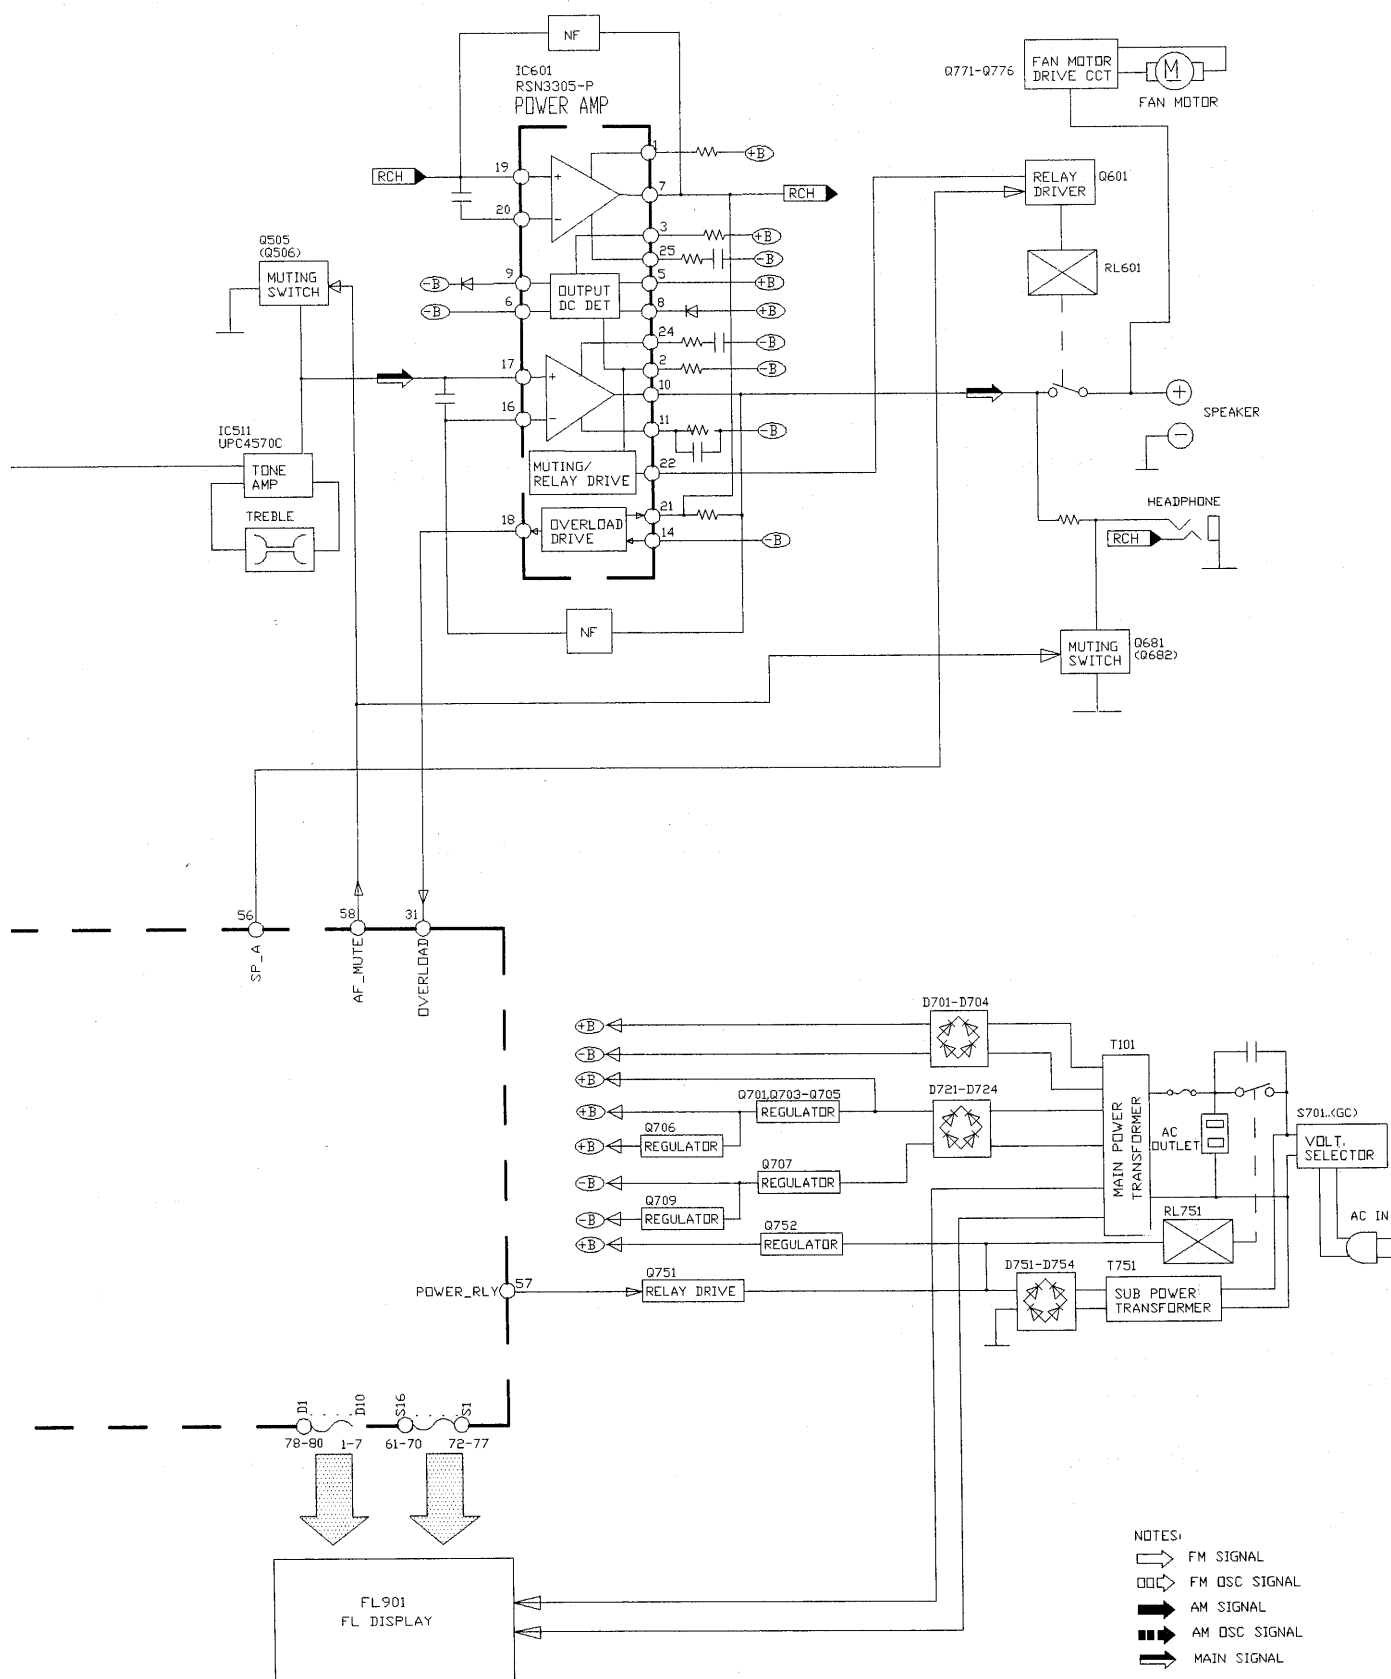 NF
IC601
RSN3305-P
POWER AMP
Q771-Q776
FAN MOTOR
DRIVE CCT
M
FAN MOTOR
1
+B
RCH
19
7
RCH
RELAY
DRIVER
Q601
20
3
+B
25
-B
Q505
(Q506)
MUTING
SWITCH
-B
9
OUTPUT
DC DET
5
+B
RL601
-B
6
8
+B
24
-B
17
2
-B
10
16
11
-B
+
SPEAKER
-
IC511
UPC4570C
TONE
AMP
TREBLE
MUTING/
RELAY DRIVE
22
18
OVERLOAD
DRIVE
21
14
-B
HEADPHONE
RCH
NF
MUTING
SWITCH
Q681
(Q682)
56
58
31
SP_A
AF_MUTE
OVERLOAD
D701-D704
+B
-B
T101
+B
Q701,Q703-Q705
D721-D724
+B
REGULATOR
Q706
+B
REGULATOR
MAIN POWER
TRANSFORMER
AC
OUTLET
S701..(GC)
VOLT.
SELECTOR
Q707
-B
REGULATOR
Q709
-B
REGULATOR
RL751
AC IN
Q752
+B
REGULATOR
POWER_RLY
57
Q751
RELAY DRIVE
D751-D754
T751
SUB POWER
TRANSFORMER
D1
D10
S16
S1
78-80
1-7
61-70
72-77
FL901
FL DISPLAY
NOTES:
FM SIGNAL
FM OSC SIGNAL
AM SIGNAL
AM OSC SIGNAL
MAIN SIGNAL